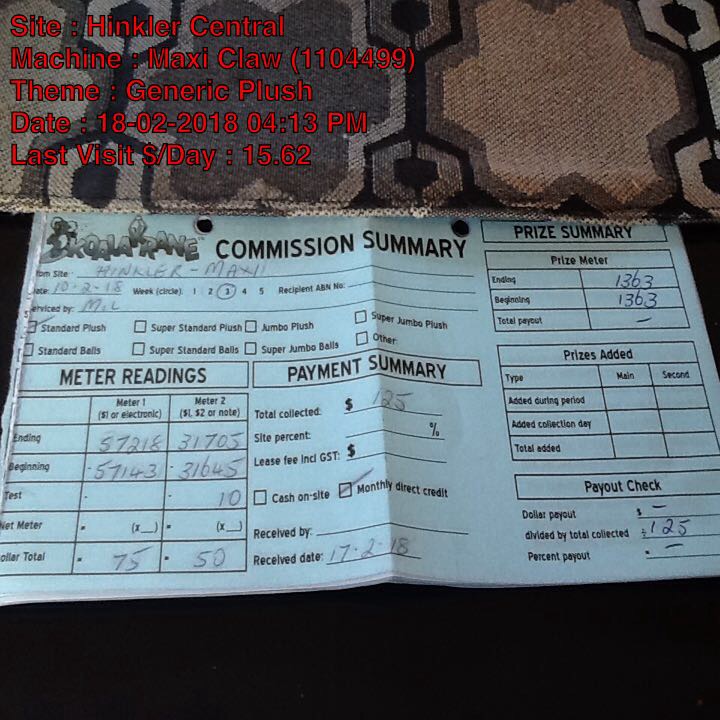 Site : Hinkler Central
Machine : Maxi Claw (1104499)
Theme : Generic Plush
Date : 18-02-2018 04:13 PM
Last Visit $/Day : 15.62
KOALA KRANE COMMISSION SUMMARY
Site: HINKLER - MAXI
10-2-18 Week (circle): 1 2 3 4 5 Recipient ABN No:
serviced by:
Standard Plush Super Standard Plush Jumbo Plush Super Jumbo Plush
Standard Balls Super Standard Balls Super Jumbo Balls Other
METER READINGS
Meter 1 Meter 2
($1 or electronic) ($1, $2 or note)
Ending 57218 31705
Beginning - 57143 - 31645
Test - - 10
Net Meter = (x__) = (x__)
Dollar Total = 75 = 50
PAYMENT SUMMARY
Total collected: $ 125
Site percent: %
Lease fee incl GST: $
Cash on-site Monthly direct credit
Received by:
Received date: 17-2-18
PRIZE SUMMARY
Prize Meter
Ending 1363
Beginning 1363
Total payout –
Prizes Added
Type Main Second
Added during period
Added collection day
Total added
Payout Check
Dollar payout $ –
divided by total collected ÷ 125
Percent payout = –